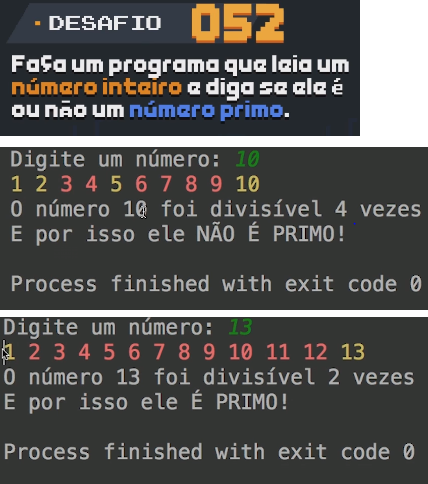 DESAFIO 052
Faça um programa que leia um
número inteiro e diga se ele é
ou não um número primo.
Digite um número: 10
1 2 3 4 5 6 7 8 9 10
O número 10 foi divisível 4 vezes
E por isso ele NÃO É PRIMO!
Process finished with exit code 0
Digite um número: 13
1 2 3 4 5 6 7 8 9 10 11 12 13
O número 13 foi divisível 2 vezes
E por isso ele É PRIMO!
Process finished with exit code 0